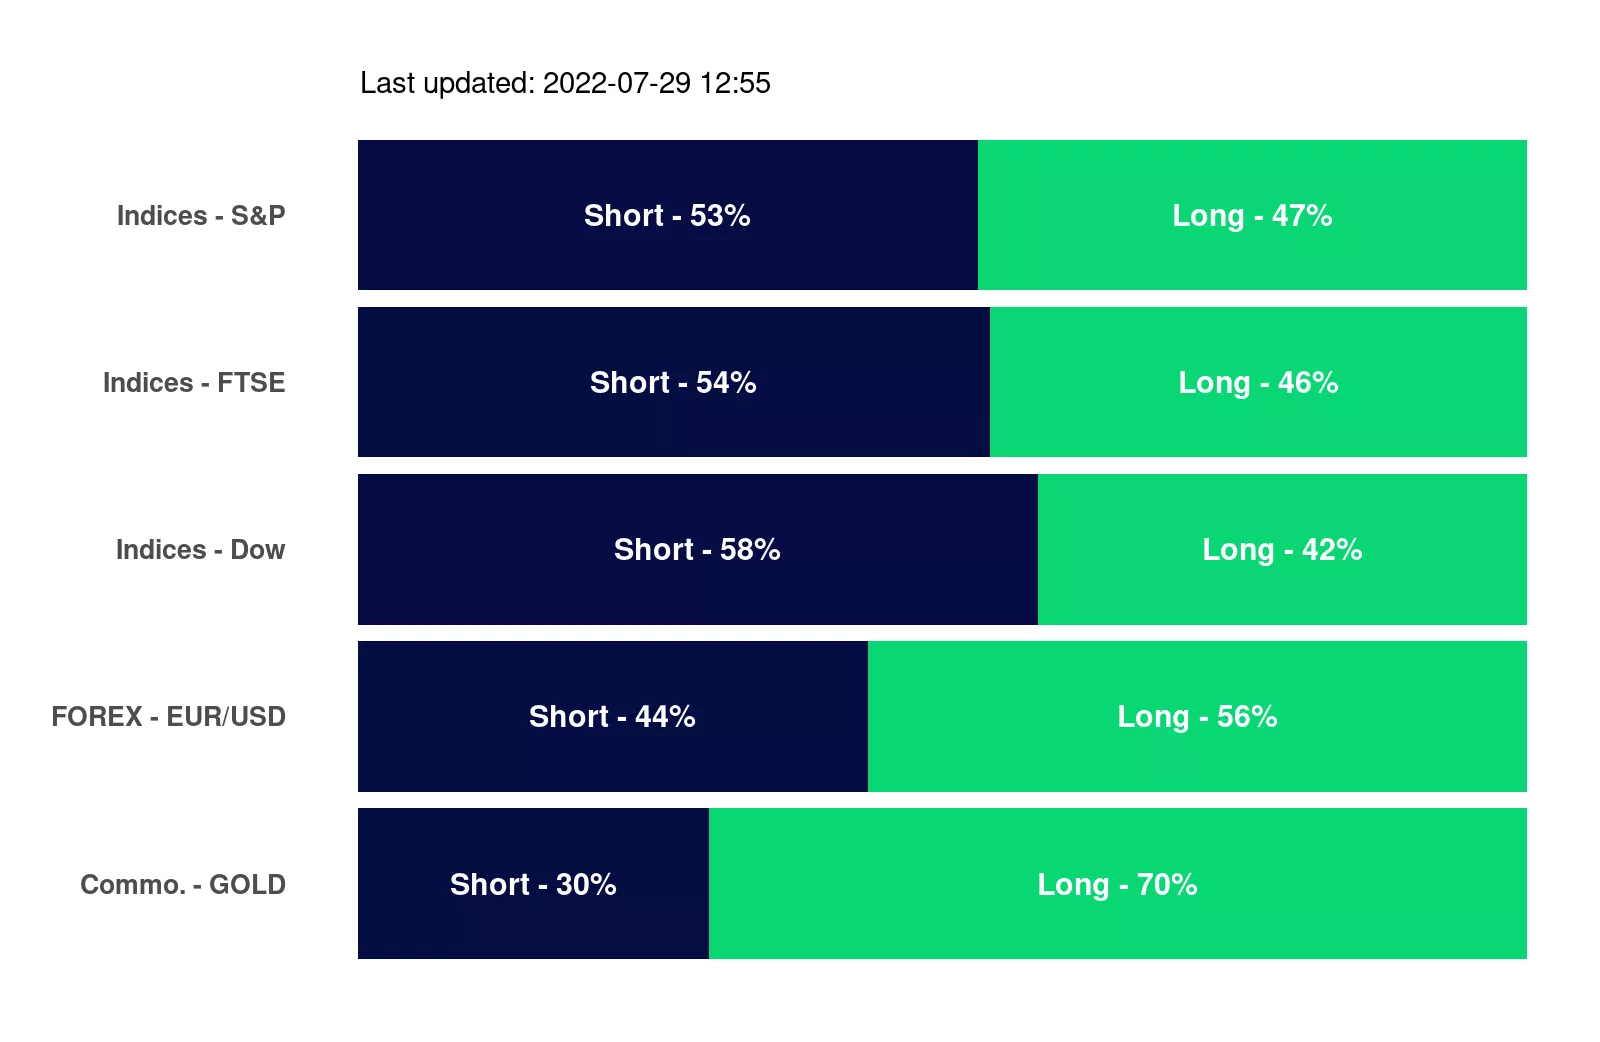 Last updated: 2022-07-29 12:55
Indices - S&P Short - 53% Long - 47%
Indices - FTSE Short - 54% Long - 46%
Indices - Dow Short - 58% Long - 42%
FOREX - EUR/USD Short - 44% Long - 56%
Commo. - GOLD Short - 30% Long - 70%